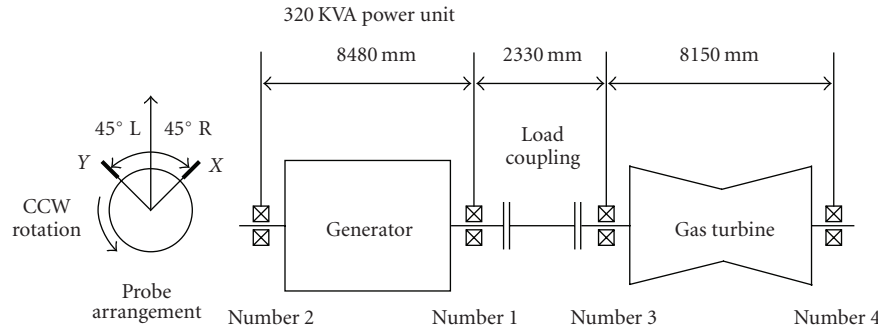 320 KVA power unit
8480 mm
2330 mm
8150 mm
45° L
45° R
Y
X
Load
coupling
CCW
rotation
Generator
Gas turbine
Probe
arrangement
Number 2
Number 1
Number 3
Number 4